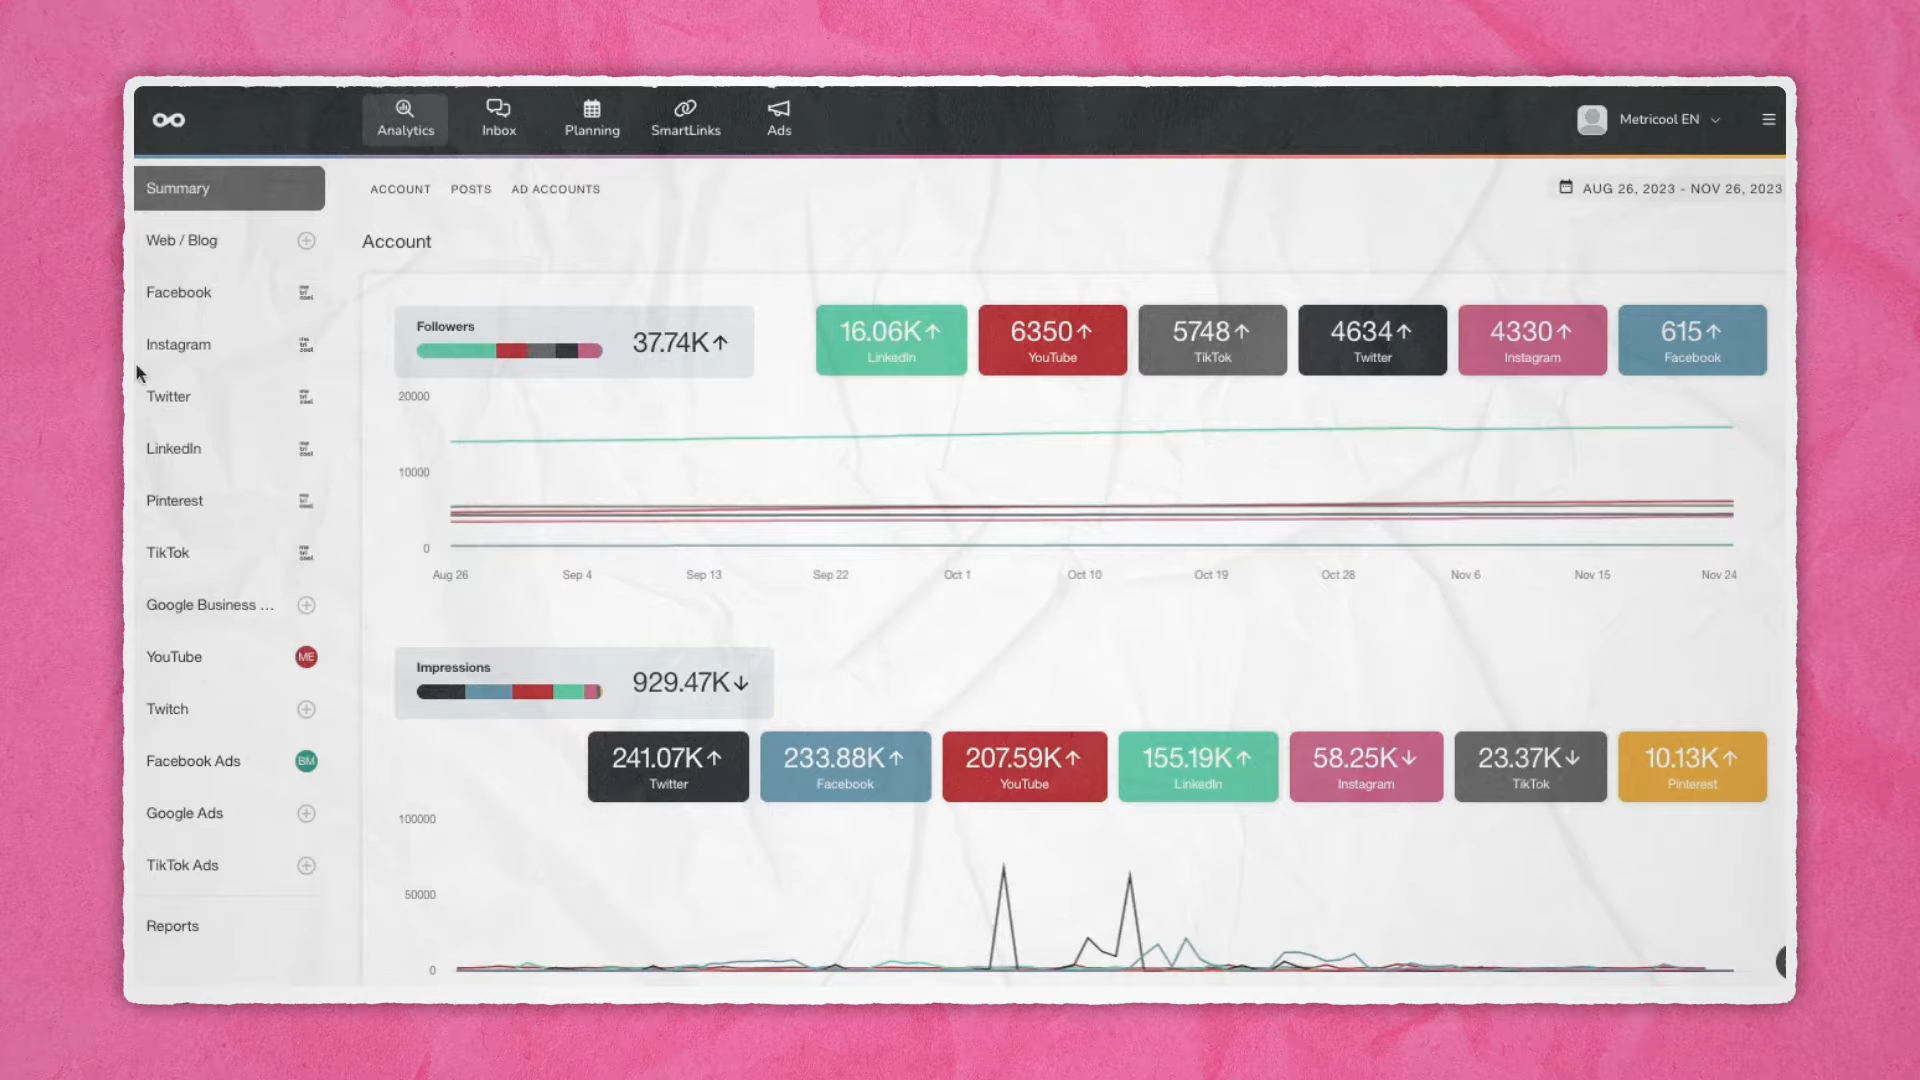 Analytics
Inbox
Planning
SmartLinks
Ads
Metricool EN
Summary
Web / Blog
Facebook
Instagram
Twitter
LinkedIn
Pinterest
TikTok
Google Business ...
YouTube
ME
Twitch
Facebook Ads
BM
Google Ads
TikTok Ads
Reports
ACCOUNT POSTS AD ACCOUNTS
AUG 26, 2023 - NOV 26, 2023
Account
Followers
37.74K↑
16.06K↑
LinkedIn
6350↑
YouTube
5748↑
TikTok
4634↑
Twitter
4330↑
Instagram
615↑
Facebook
20000
10000
0
Aug 26 Sep 4 Sep 13 Sep 22 Oct 1 Oct 10 Oct 19 Oct 28 Nov 6 Nov 15 Nov 24
Impressions
929.47K↓
241.07K↑
Twitter
233.88K↑
Facebook
207.59K↑
YouTube
155.19K↑
LinkedIn
58.25K↓
Instagram
23.37K↓
TikTok
10.13K↑
Pinterest
100000
50000
0